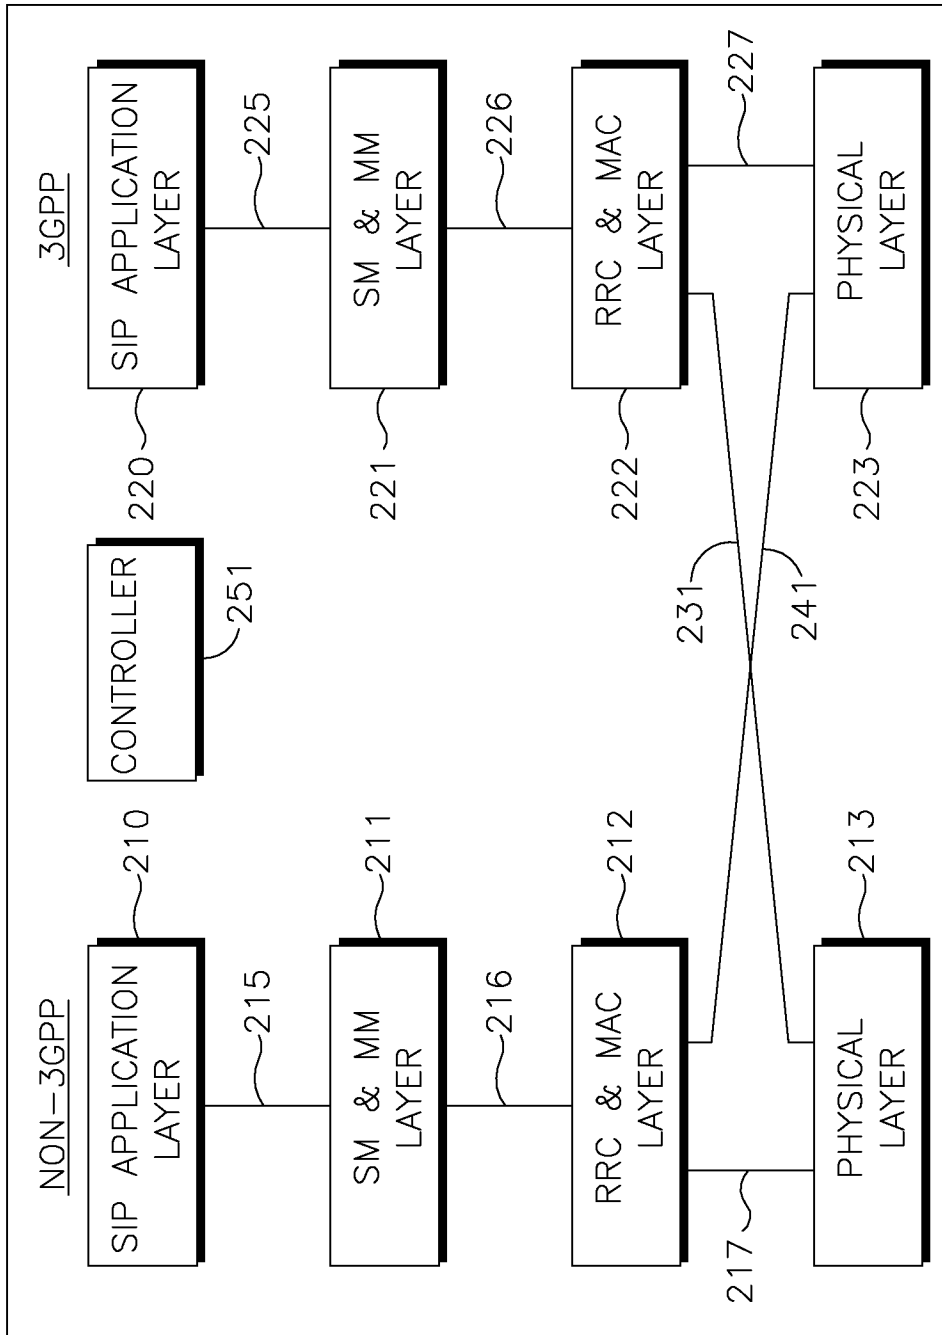 NON-3GPP
3GPP
SIP APPLICATION
LAYER
210
CONTROLLER
251
220
SIP APPLICATION
LAYER
215
225
SM & MM
LAYER
211
221
SM & MM
LAYER
216
226
RRC & MAC
LAYER
212
222
RRC & MAC
LAYER
217
231
241
227
PHYSICAL
LAYER
213
223
PHYSICAL
LAYER